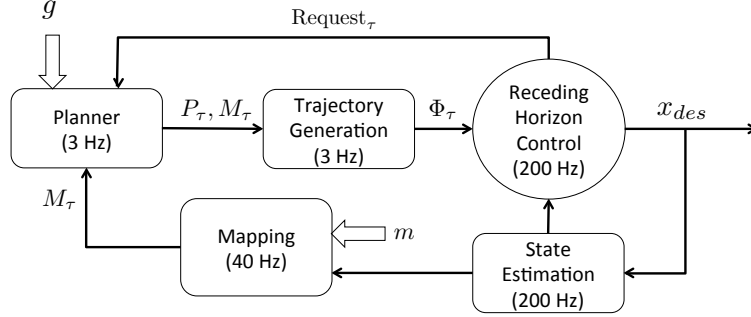 g
Request_τ
Planner
(3 Hz)
P_τ, M_τ
Trajectory
Generation
(3 Hz)
Φ_τ
Receding
Horizon
Control
(200 Hz)
x_des
M_τ
Mapping
(40 Hz)
m
State
Estimation
(200 Hz)